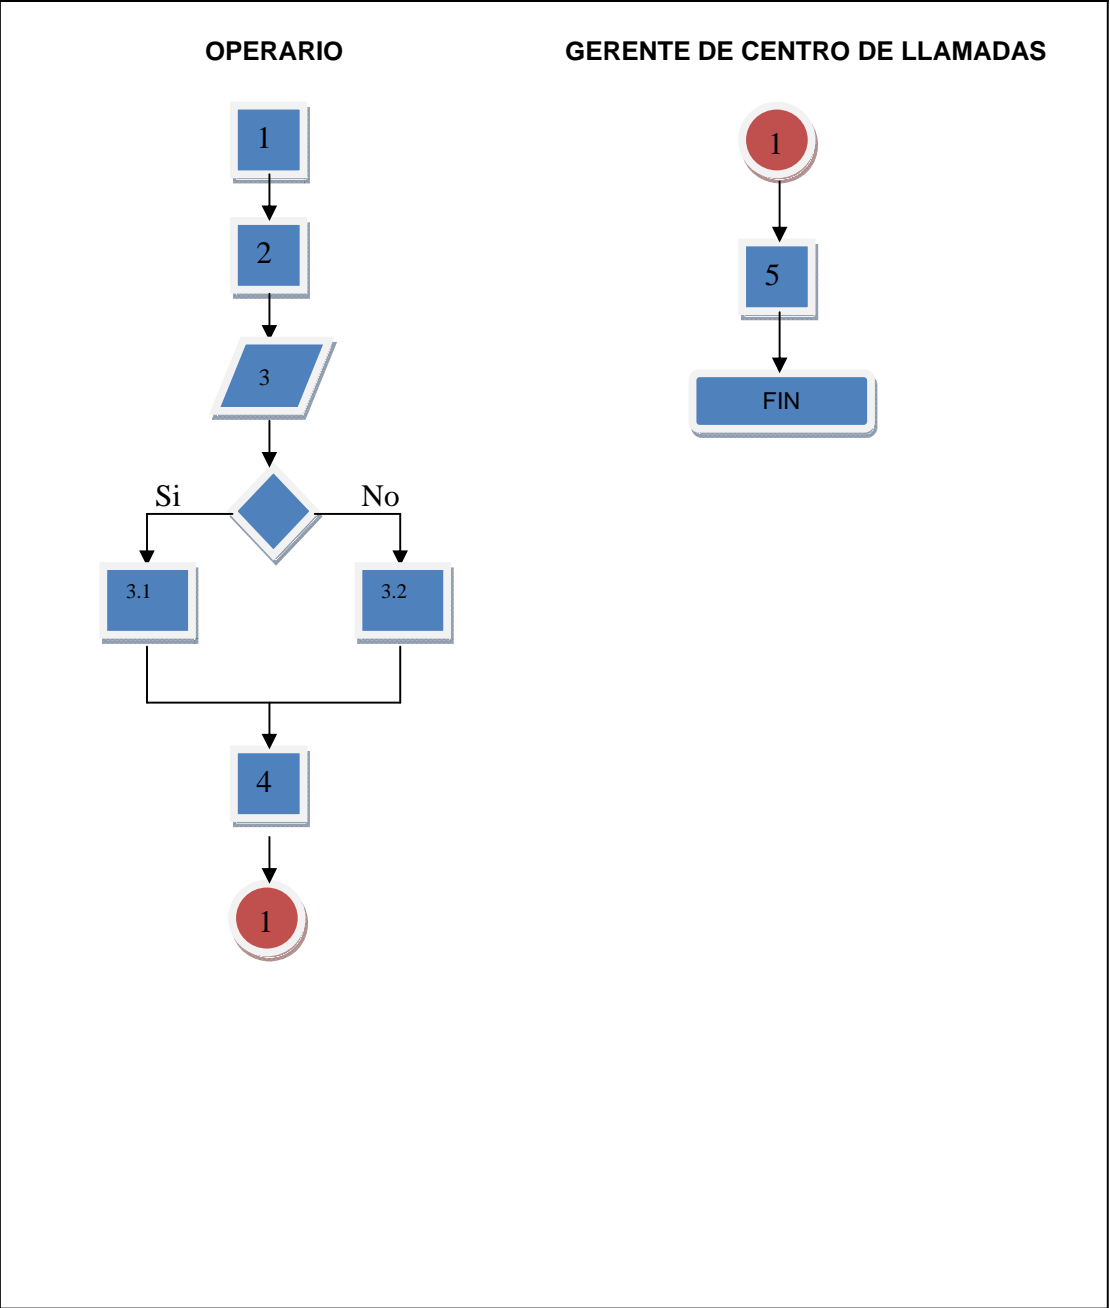 OPERARIO
GERENTE DE CENTRO DE LLAMADAS
1
2
3
Si
No
3.1
3.2
4
1
1
5
FIN